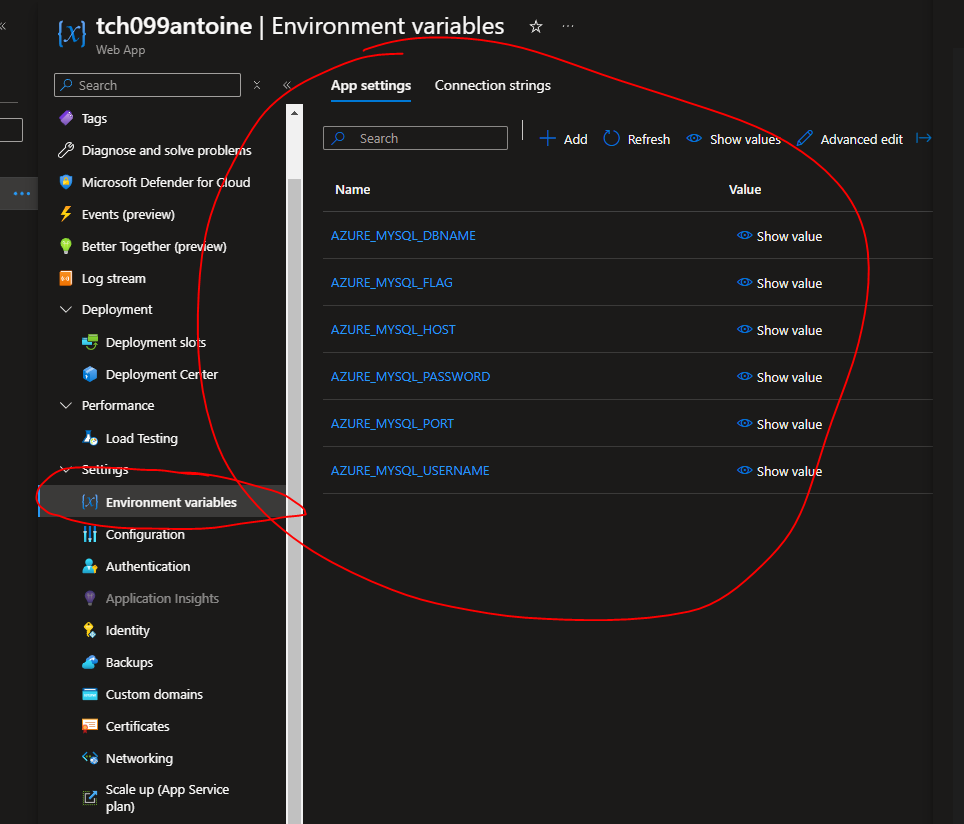 tch099antoine | Environment variables
Web App
Search
Tags
Diagnose and solve problems
Microsoft Defender for Cloud
Events (preview)
Better Together (preview)
Log stream
Deployment
Deployment slots
Deployment Center
Performance
Load Testing
Settings
Environment variables
Configuration
Authentication
Application Insights
Identity
Backups
Custom domains
Certificates
Networking
Scale up (App Service
plan)
App settings Connection strings
Search
Add Refresh Show values Advanced edit
Name Value
AZURE_MYSQL_DBNAME Show value
AZURE_MYSQL_FLAG Show value
AZURE_MYSQL_HOST Show value
AZURE_MYSQL_PASSWORD Show value
AZURE_MYSQL_PORT Show value
AZURE_MYSQL_USERNAME Show value